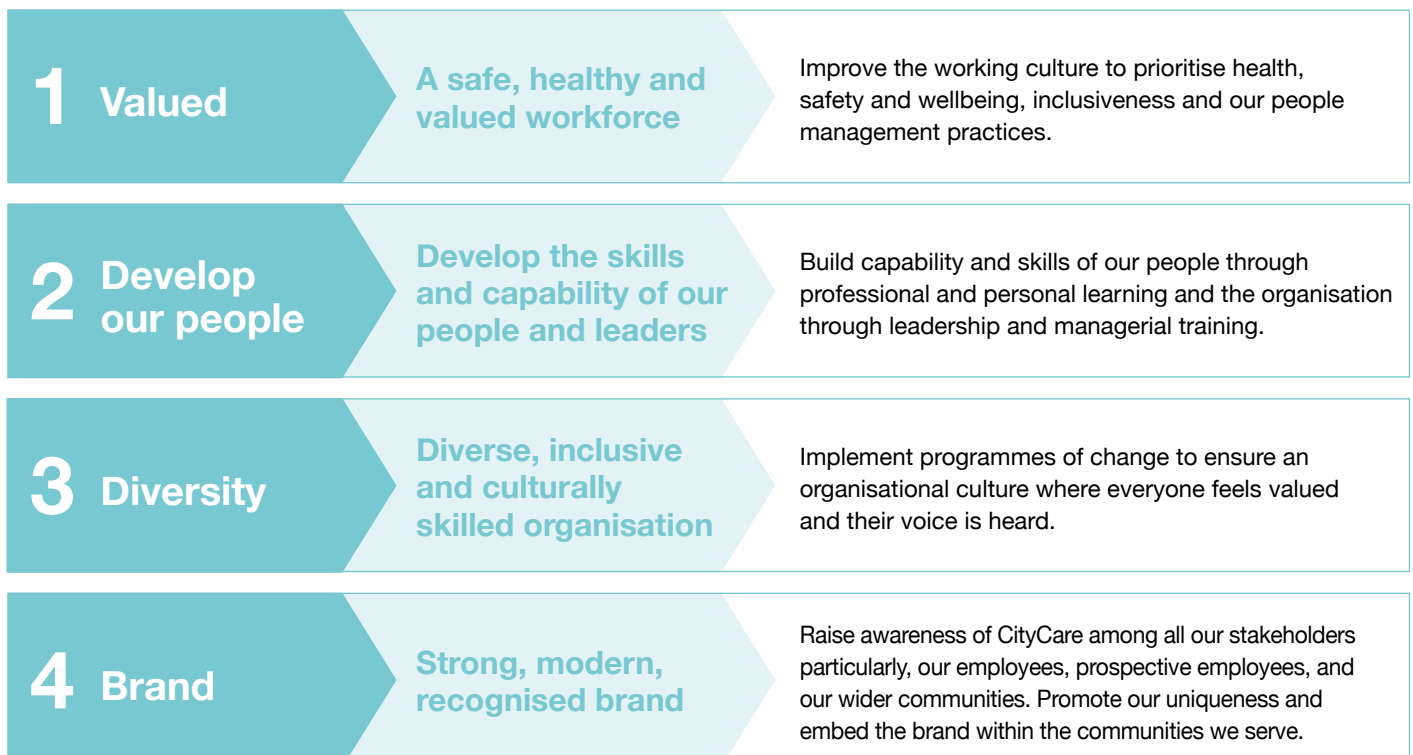 1 Valued
A safe, healthy and
valued workforce
Improve the working culture to prioritise health,
safety and wellbeing, inclusiveness and our people
management practices.
2 Develop
our people
Develop the skills
and capability of our
people and leaders
Build capability and skills of our people through
professional and personal learning and the organisation
through leadership and managerial training.
3 Diversity
Diverse, inclusive
and culturally
skilled organisation
Implement programmes of change to ensure an
organisational culture where everyone feels valued
and their voice is heard.
4 Brand
Strong, modern,
recognised brand
Raise awareness of CityCare among all our stakeholders
particularly, our employees, prospective employees, and
our wider communities. Promote our uniqueness and
embed the brand within the communities we serve.